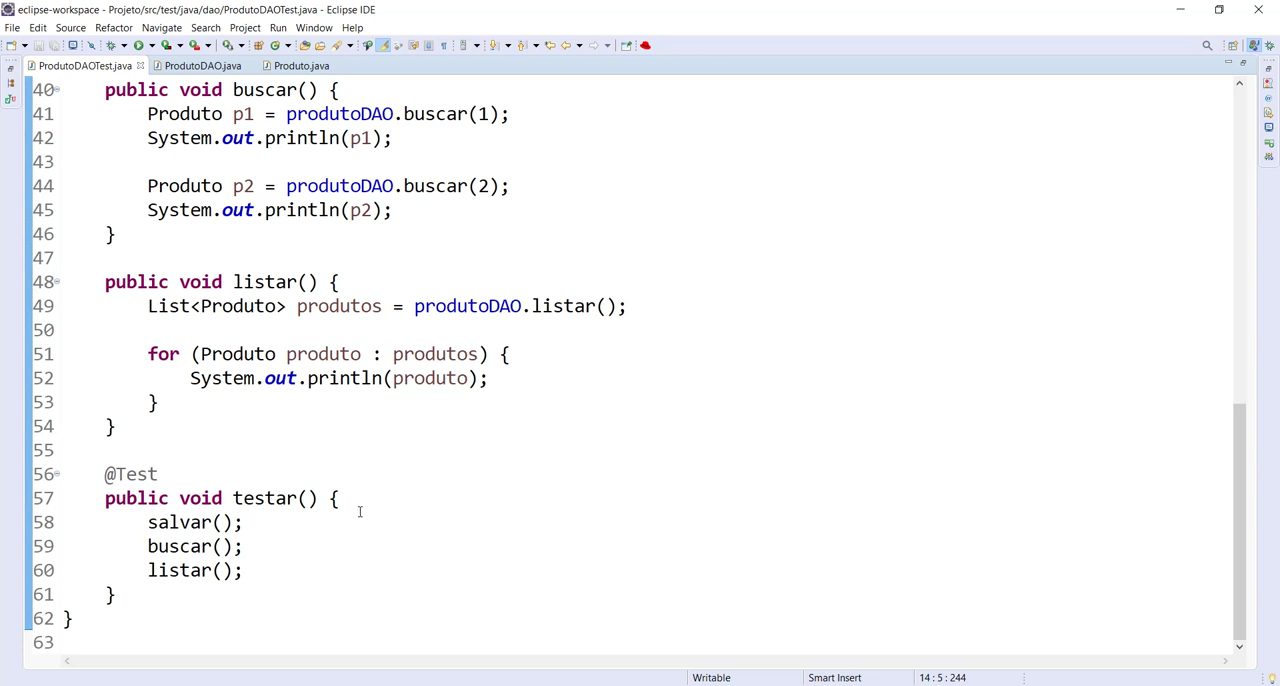 eclipse-workspace - Projeto/src/test/java/dao/ProdutoDAOTest.java - Eclipse IDE
File Edit Source Refactor Navigate Search Project Run Window Help
ProdutoDAOTest.java ProdutoDAO.java Produto.java
40 public void buscar() {
41 Produto p1 = produtoDAO.buscar(1);
42 System.out.println(p1);
43
44 Produto p2 = produtoDAO.buscar(2);
45 System.out.println(p2);
46 }
47
48 public void listar() {
49 List<Produto> produtos = produtoDAO.listar();
50
51 for (Produto produto : produtos) {
52 System.out.println(produto);
53 }
54 }
55
56 @Test
57 public void testar() {
58 salvar();
59 buscar();
60 listar();
61 }
62 }
63
Writable Smart Insert 14 : 5 : 244